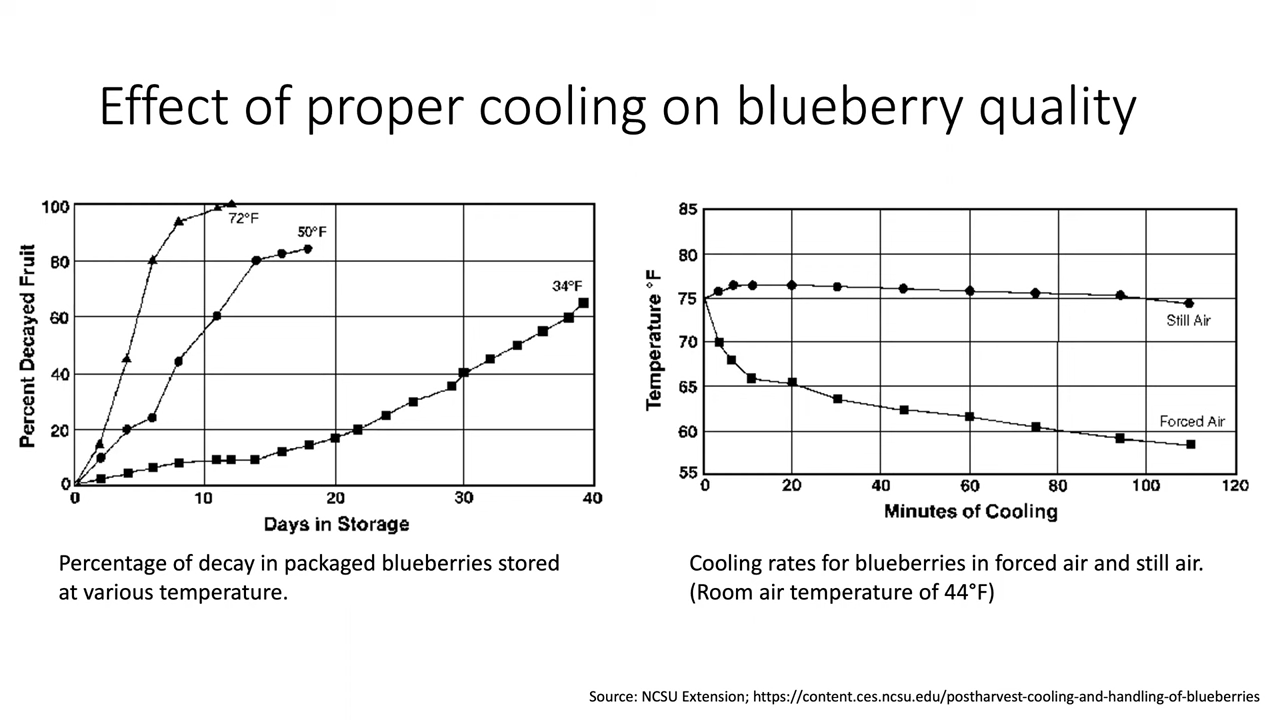 Effect of proper cooling on blueberry quality
100
80
60
40
20
0
Percent Decayed Fruit
72°F
50°F
34°F
0 10 20 30 40
Days in Storage
Percentage of decay in packaged blueberries stored
at various temperature.
85
80
75
70
65
60
55
Temperature °F
Still Air
Forced Air
0 20 40 60 80 100 120
Minutes of Cooling
Cooling rates for blueberries in forced air and still air.
(Room air temperature of 44°F)
Source: NCSU Extension; https://content.ces.ncsu.edu/postharvest-cooling-and-handling-of-blueberries